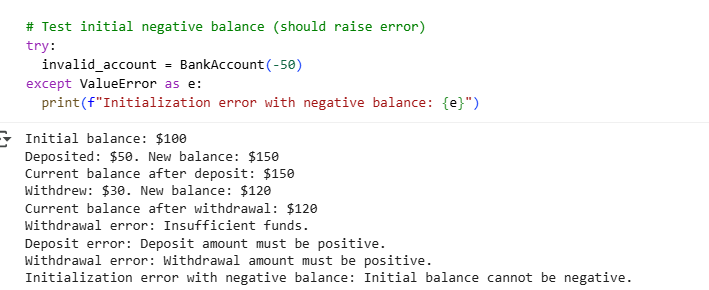 # Test initial negative balance (should raise error)
try:
  invalid_account = BankAccount(-50)
except ValueError as e:
  print(f"Initialization error with negative balance: {e}")
Initial balance: $100
Deposited: $50. New balance: $150
Current balance after deposit: $150
Withdrew: $30. New balance: $120
Current balance after withdrawal: $120
Withdrawal error: Insufficient funds.
Deposit error: Deposit amount must be positive.
Withdrawal error: Withdrawal amount must be positive.
Initialization error with negative balance: Initial balance cannot be negative.